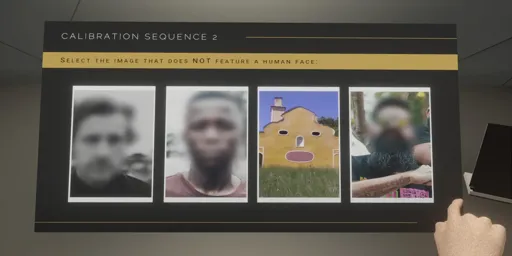 CALIBRATION SEQUENCE 2
SELECT THE IMAGE THAT DOES NOT FEATURE A HUMAN FACE: